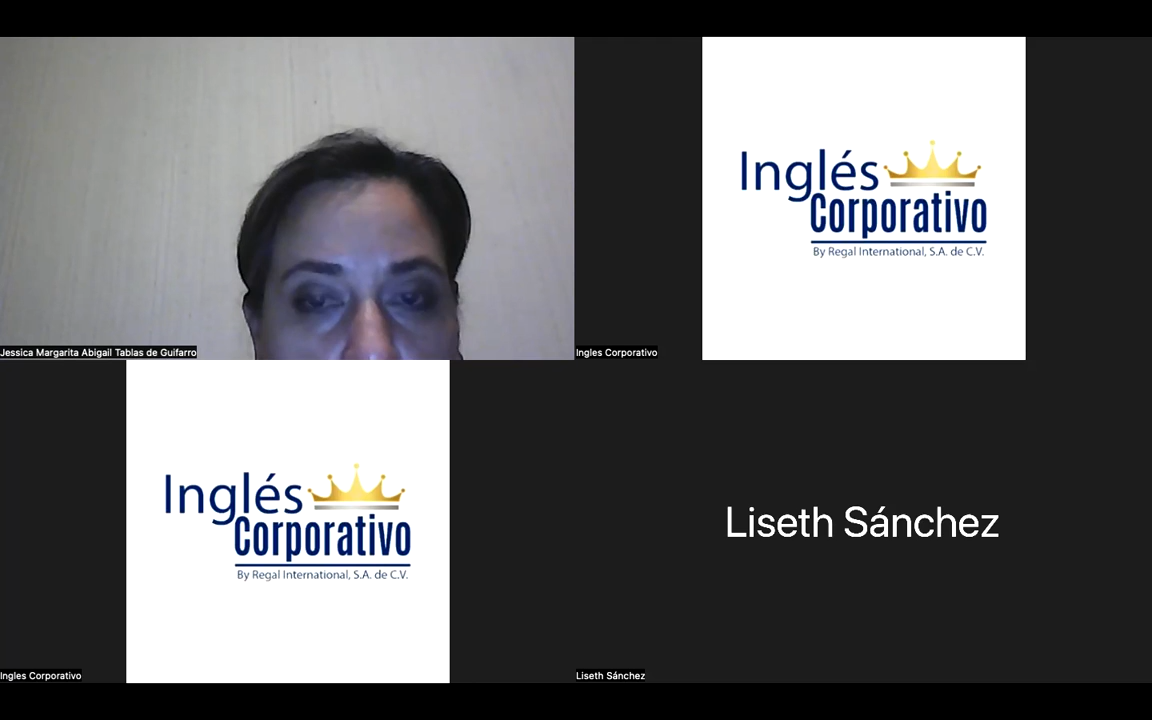 Inglés
Corporativo
By Regal International, S.A. de C.V.
Jessica Margarita Abigail Tablas de Guifarro
Ingles Corporativo
Inglés
Corporativo
By Regal International, S.A. de C.V.
Liseth Sánchez
Ingles Corporativo
Liseth Sánchez